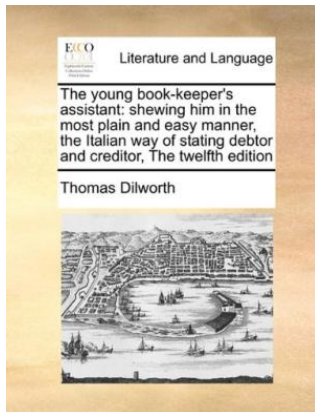 ECCO
Literature and Language
The young book-keeper's
assistant: shewing him in the
most plain and easy manner,
the Italian way of stating debtor
and creditor, The twelfth edition
Thomas Dilworth